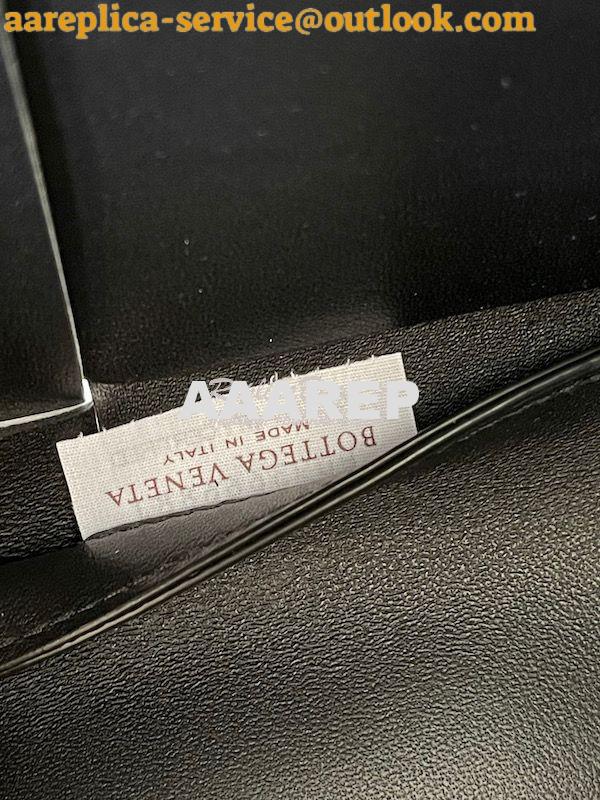 aareplica-service@outlook.com
AAAREP
BOTTEGA VENETA
MADE IN ITALY